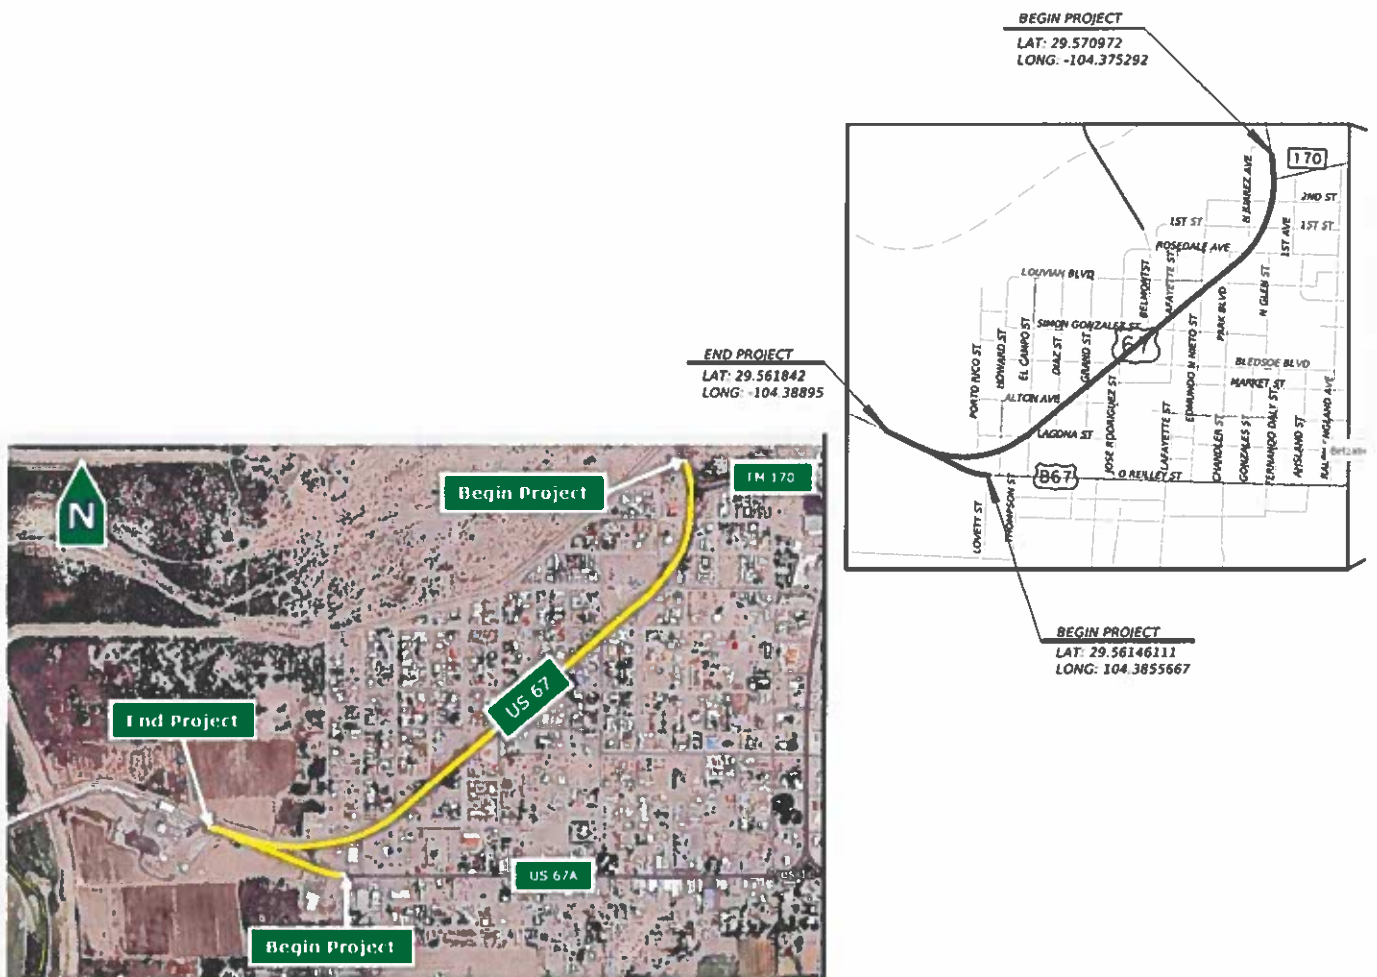 BEGIN PROJECT
LAT: 29.570972
LONG: -104.375292
170
N JUAREZ AVE
2ND ST
1ST ST
1ST AVE
1ST ST
ROSEDALE AVE
LOUVIAN BLVD
BELMONT ST
LAFAYETTE ST
N GLEN ST
PARK BLVD
SIMON GONZALEZ ST
67
EDMUNDO N NIETO ST
END PROJECT
LAT: 29.561842
LONG: -104.38895
PORTO RICO ST
HOWARD ST
EL CAMPO ST
DIAZ ST
GRAND ST
BLEDSOE BLVD
MARKET ST
ALTON AVE
JOSE RODRIGUEZ ST
LAFAYETTE ST
CHANDLER ST
GONZALES ST
FERNANDO DALY ST
AHSLAND ST
LAGONA ST
B67
O REILLEY ST
LOVETT ST
THOMPSON ST
BEGIN PROJECT
LAT: 29.56146111
LONG: 104.3855667
N
Begin Project
FM 170
US 67
End Project
US 67A
Begin Project